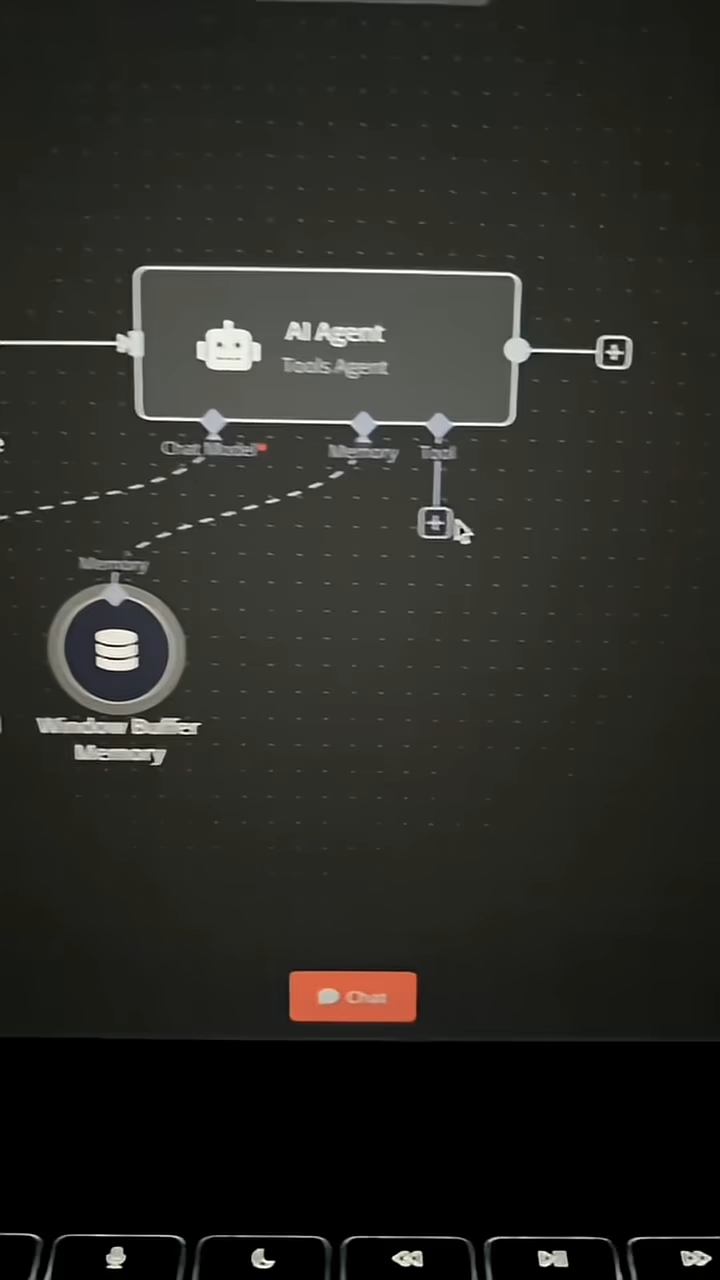 AI Agent
Tools Agent
Chat Model*
Memory
Tool
Memory
Window Buffer
Memory
Chat